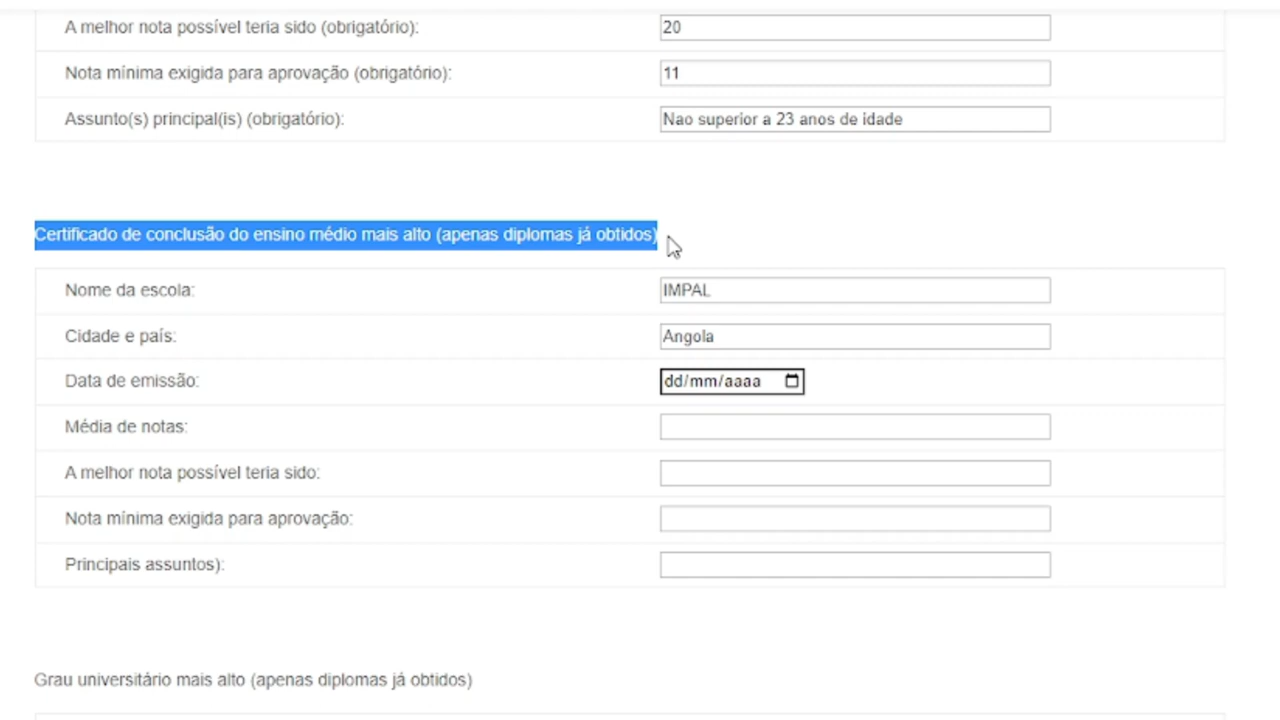 A melhor nota possível teria sido (obrigatório): 20
Nota mínima exigida para aprovação (obrigatório): 11
Assunto(s) principal(is) (obrigatório): Nao superior a 23 anos de idade
Certificado de conclusão do ensino médio mais alto (apenas diplomas já obtidos)
Nome da escola: IMPAL
Cidade e país: Angola
Data de emissão: dd/mm/aaaa
Média de notas:
A melhor nota possível teria sido:
Nota mínima exigida para aprovação:
Principais assuntos):
Grau universitário mais alto (apenas diplomas já obtidos)